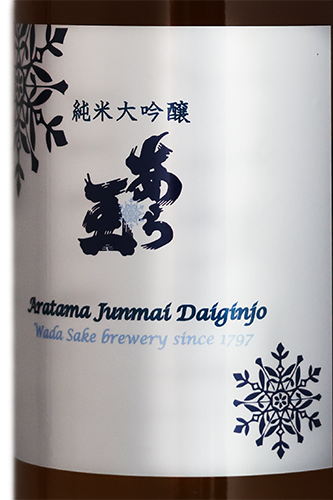 純米大吟醸
あら玉
Aratama Junmai Daiginjo
Wada Sake brewery since 1797